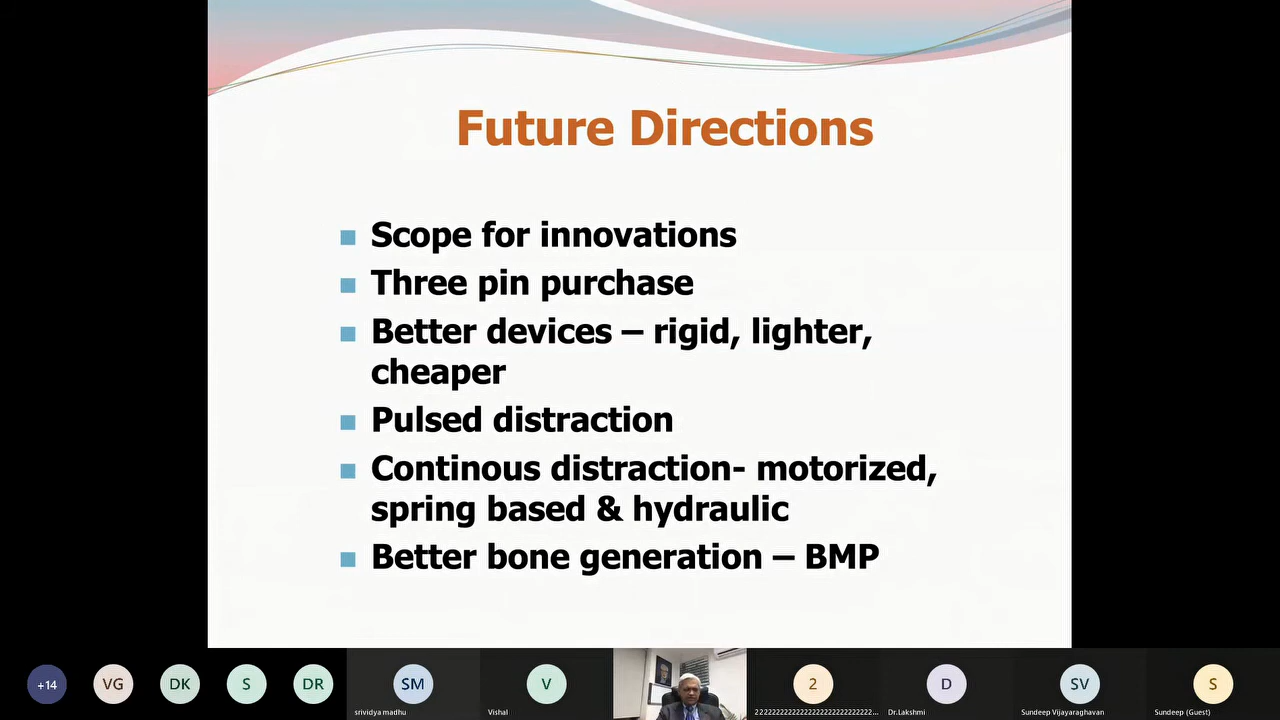 Future Directions
Scope for innovations
Three pin purchase
Better devices – rigid, lighter,
cheaper
Pulsed distraction
Continous distraction- motorized,
spring based & hydraulic
Better bone generation – BMP
+14
VG
DK
S
DR
SM
V
2
D
SV
S
srividya madhu
Vishal
2222222222222222222222222...
Dr.Lakshmi
Sundeep Vijayaraghavan
Sundeep (Guest)